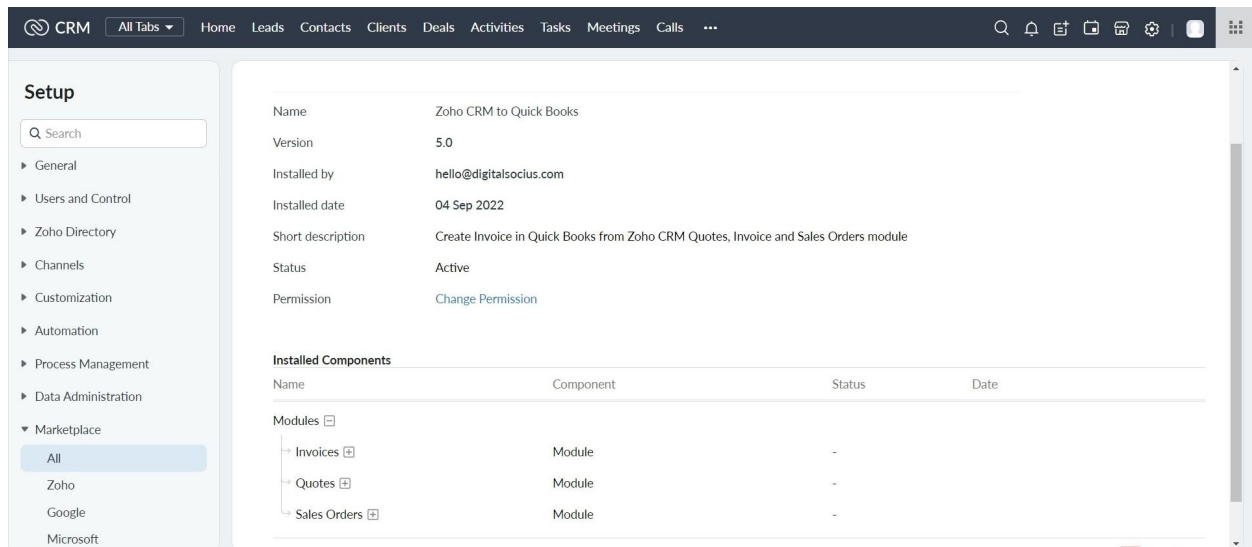 CRM All Tabs Home Leads Contacts Clients Deals Activities Tasks Meetings Calls ...
Setup
Search
General
Users and Control
Zoho Directory
Channels
Customization
Automation
Process Management
Data Administration
Marketplace
All
Zoho
Google
Microsoft
Name Zoho CRM to Quick Books
Version 5.0
Installed by hello@digitalsocius.com
Installed date 04 Sep 2022
Short description Create Invoice in Quick Books from Zoho CRM Quotes, Invoice and Sales Orders module
Status Active
Permission Change Permission
Installed Components
Name Component Status Date
Modules
Invoices Module -
Quotes Module -
Sales Orders Module -